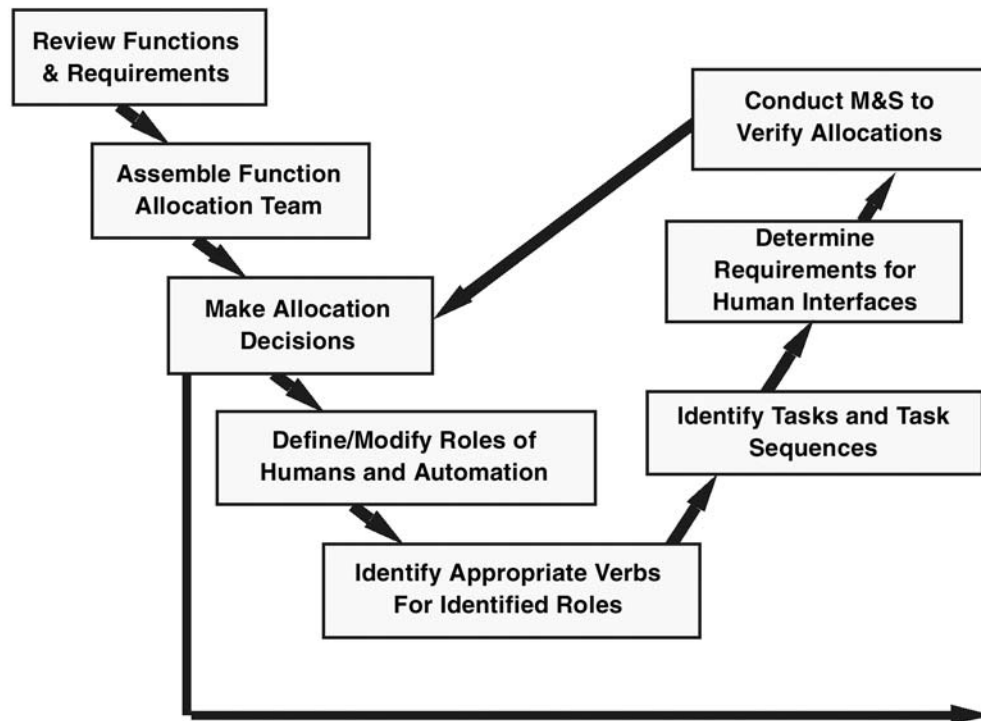 Review Functions
& Requirements
Assemble Function
Allocation Team
Make Allocation
Decisions
Define/Modify Roles of
Humans and Automation
Identify Appropriate Verbs
For Identified Roles
Identify Tasks and Task
Sequences
Determine
Requirements for
Human Interfaces
Conduct M&S to
Verify Allocations